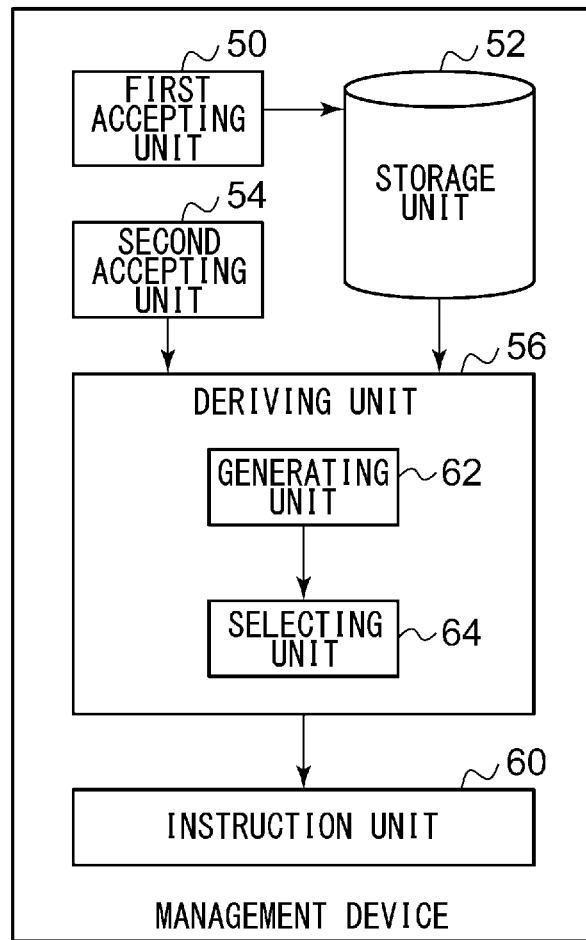 50
FIRST
ACCEPTING
UNIT
52
STORAGE
UNIT
54
SECOND
ACCEPTING
UNIT
56
DERIVING UNIT
GENERATING
UNIT
62
SELECTING
UNIT
64
60
INSTRUCTION UNIT
MANAGEMENT DEVICE